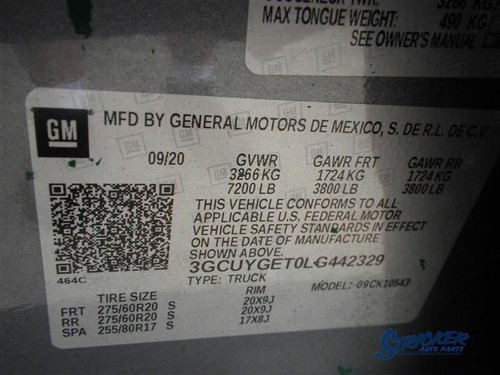 MAX TONGUE WEIGHT: 490 KG
SEE OWNER'S MANUAL
GM
MFD BY GENERAL MOTORS DE MEXICO, S. DE R.L. DE C.V.
09/20 GVWR GAWR FRT GAWR RR
3266 KG 1724 KG 1724 KG
7200 LB 3800 LB 3800 LB
THIS VEHICLE CONFORMS TO ALL
APPLICABLE U.S. FEDERAL MOTOR
VEHICLE SAFETY STANDARDS IN EFFECT
ON THE DATE OF MANUFACTURE
SHOWN ABOVE.
3GCUYGET0LG442329
464C
TYPE: TRUCK MODEL: 09CK10543
TIRE SIZE RIM
FRT 275/60R20 S 20X9J
RR 275/60R20 S 20X9J
SPA 255/80R17 S 17X8J
STRICKER
AUTO PARTS